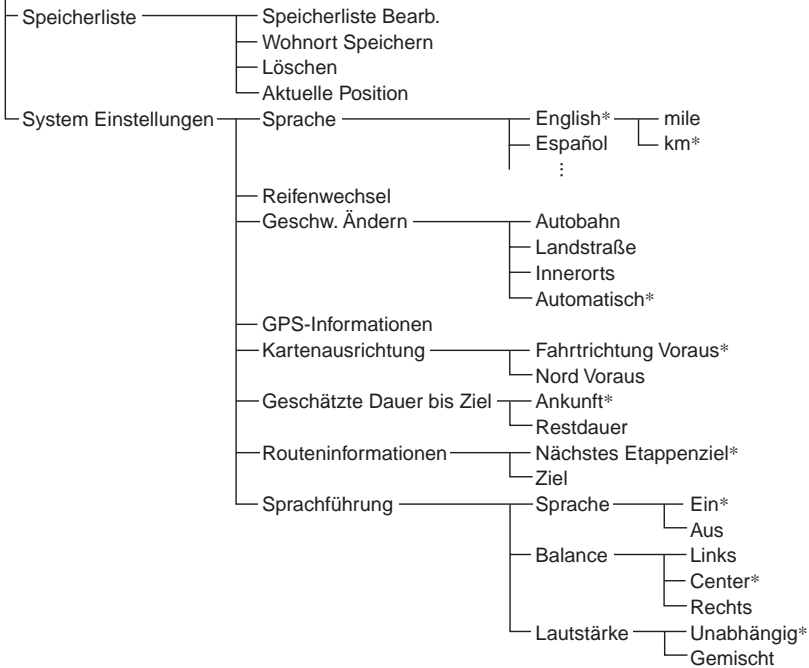 Speicherliste Speicherliste Bearb.
Wohnort Speichern
Löschen
Aktuelle Position
System Einstellungen Sprache English* mile
Español km*
⋮
Reifenwechsel
Geschw. Ändern Autobahn
Landstraße
Innerorts
Automatisch*
GPS-Informationen
Kartenausrichtung Fahrtrichtung Voraus*
Nord Voraus
Geschätzte Dauer bis Ziel Ankunft*
Restdauer
Routeninformationen Nächstes Etappenziel*
Ziel
Sprachführung Sprache Ein*
Aus
Balance Links
Center*
Rechts
Lautstärke Unabhängig*
Gemischt